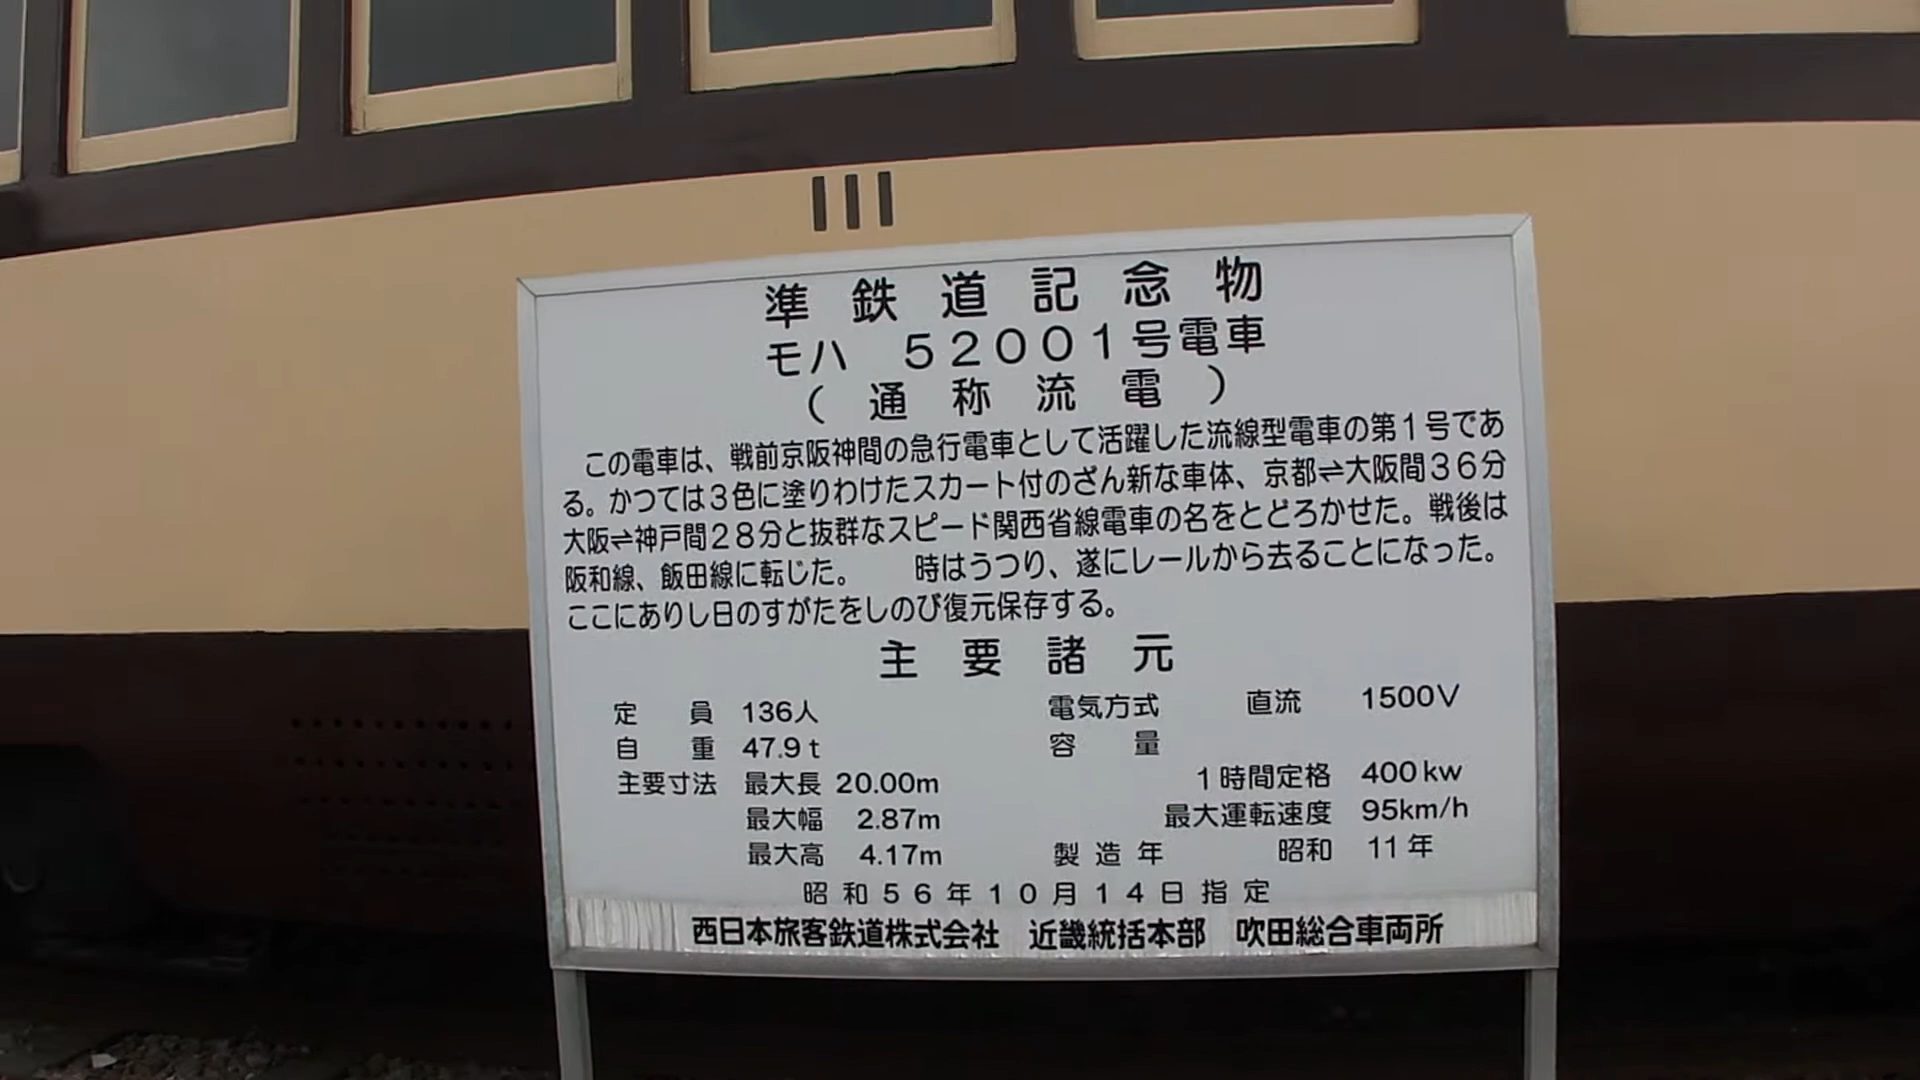 III
準鉄道記念物
モハ 52001号電車
(通称流電)
この電車は、戦前京阪神間の急行電車として活躍した流線型電車の第1号であ
る。かつては3色に塗りわけたスカート付のざん新な車体、京都⇌大阪間36分
大阪⇌神戸間28分と抜群なスピード関西省線電車の名をとどろかせた。戦後は
阪和線、飯田線に転じた。 時はうつり、遂にレールから去ることになった。
ここにありし日のすがたをしのび復元保存する。
主要諸元
定員 136人 電気方式 直流 1500V
自重 47.9t 容量
主要寸法 最大長 20.00m 1時間定格 400kw
最大幅 2.87m 最大運転速度 95km/h
最大高 4.17m 製造年 昭和 11年
昭和56年10月14日指定
西日本旅客鉄道株式会社 近畿統括本部 吹田総合車両所